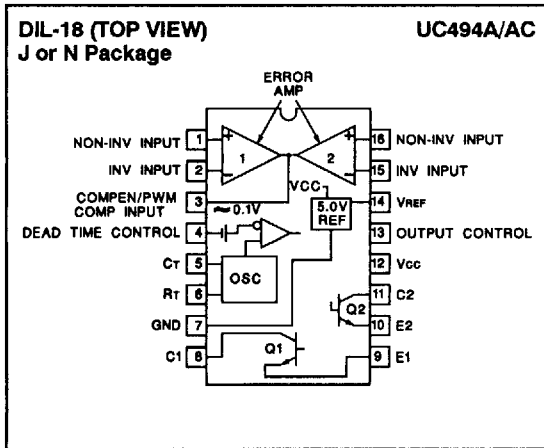 DIL-18 (TOP VIEW) UC494A/AC
J or N Package
ERROR
AMP
NON-INV INPUT 1 + 1 2 + 16 NON-INV INPUT
INV INPUT 2 − − 15 INV INPUT
COMPEN/PWM
COMP INPUT 3 ≈ 0.1V VCC 5.0V
REF 14 VREF
DEAD TIME CONTROL 4 13 OUTPUT CONTROL
CT 5 OSC 12 VCC
RT 6 Q2 11 C2
GND 7 10 E2
C1 8 Q1 9 E1